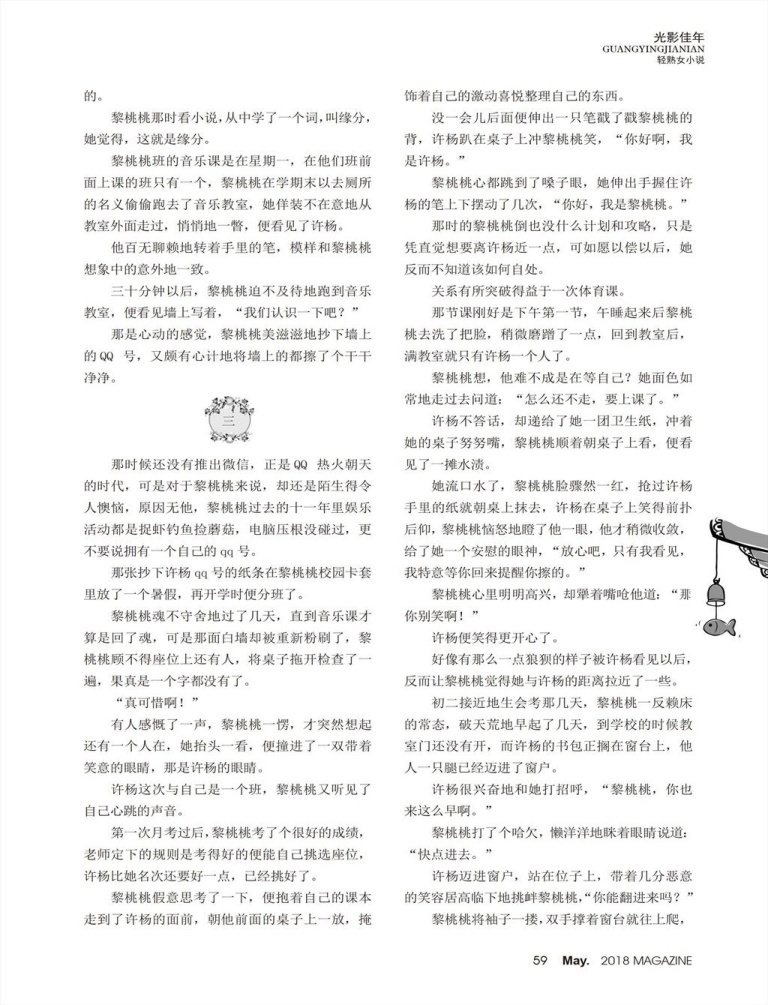 光影佳年
GUANGYINGJIANIAN
轻熟女小说
的。
黎桃桃那时看小说，从中学了一个词，叫缘分，
她觉得，这就是缘分。
黎桃桃班的音乐课是在星期一，在他们班前
面上课的班只有一个，黎桃桃在学期末以去厕所
的名义偷偷跑去了音乐教室，她佯装不在意地从
教室外面走过，悄悄地一瞥，便看见了许杨。
他百无聊赖地转着手里的笔，模样和黎桃桃
想象中的意外地一致。
三十分钟以后，黎桃桃迫不及待地跑到音乐
教室，便看见墙上写着，“我们认识一下吧？”
那是心动的感觉，黎桃桃美滋滋地抄下墙上
的QQ 号，又颇有心计地将墙上的都擦了个干干
净净。
三
那时候还没有推出微信，正是QQ 热火朝天
的时代，可是对于黎桃桃来说，却还是陌生得令
人懊恼，原因无他，黎桃桃过去的十一年里娱乐
活动都是捉虾钓鱼捡蘑菇，电脑压根没碰过，更
不要说拥有一个自己的qq 号。
那张抄下许杨 qq 号的纸条在黎桃桃校园卡套
里放了一个暑假，再开学时便分班了。
黎桃桃魂不守舍地过了几天，直到音乐课才
算是回了魂，可是那面白墙却被重新粉刷了，黎
桃桃顾不得座位上还有人，将桌子拖开检查了一
遍，果真是一个字都没有了。
“真可惜啊！”
有人感慨了一声，黎桃桃一愣，才突然想起
还有一个人在，她抬头一看，便撞进了一双带着
笑意的眼睛，那是许杨的眼睛。
许杨这次与自己是一个班，黎桃桃又听见了
自己心跳的声音。
第一次月考过后，黎桃桃考了个很好的成绩，
老师定下的规则是考得好的便能自己挑选座位，
许杨比她名次还要好一点，已经挑好了。
黎桃桃假意思考了一下，便抱着自己的课本
走到了许杨的面前，朝他前面的桌子上一放，掩
饰着自己的激动喜悦整理自己的东西。
没一会儿后面便伸出一只笔戳了戳黎桃桃的
背，许杨趴在桌子上冲黎桃桃笑，“你好啊，我
是许杨。”
黎桃桃心都跳到了嗓子眼，她伸出手握住许
杨的笔上下摆动了几次，“你好，我是黎桃桃。”
那时的黎桃桃倒也没什么计划和攻略，只是
凭直觉想要离许杨近一点，可如愿以偿以后，她
反而不知道该如何自处。
关系有所突破得益于一次体育课。
那节课刚好是下午第一节，午睡起来后黎桃
桃去洗了把脸，稍微磨蹭了一点，回到教室后，
满教室就只有许杨一个人了。
黎桃桃想，他难不成是在等自己？她面色如
常地走过去问道：“怎么还不走，要上课了。”
许杨不答话，却递给了她一团卫生纸，冲着
她的桌子努努嘴，黎桃桃顺着朝桌子上看，便看
见了一摊水渍。
她流口水了，黎桃桃脸骤然一红，抢过许杨
手里的纸就朝桌上抹去，许杨在桌子上笑得前扑
后仰，黎桃桃恼怒地瞪了他一眼，他才稍微收敛，
给了她一个安慰的眼神，“放心吧，只有我看见，
我特意等你回来提醒你擦的。”
黎桃桃心里明明高兴，却犟着嘴呛他道：“那
你别笑啊！”
许杨便笑得更开心了。
好像有那么一点狼狈的样子被许杨看见以后，
反而让黎桃桃觉得她与许杨的距离拉近了一些。
初二接近地生会考那几天，黎桃桃一反赖床
的常态，破天荒地早起了几天，到学校的时候教
室门还没有开，而许杨的书包正搁在窗台上，他
人一只腿已经迈进了窗户。
许杨很兴奋地和她打招呼，“黎桃桃，你也
来这么早啊。”
黎桃桃打了个哈欠，懒洋洋地眯着眼睛说道：
“快点进去。”
许杨迈进窗户，站在位子上，带着几分恶意
的笑容居高临下地挑衅黎桃桃，“你能翻进来吗？”
黎桃桃将袖子一搂，双手撑着窗台就往上爬，
59 May. 2018 MAGAZINE